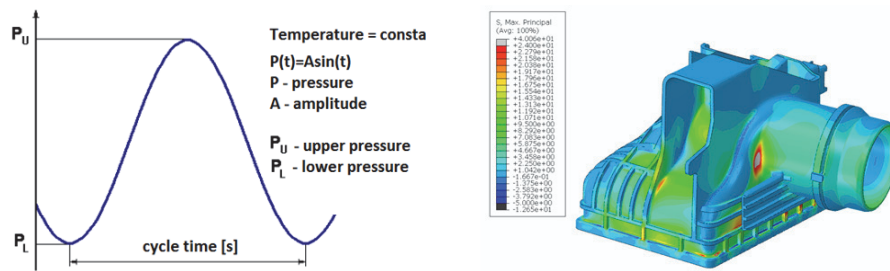 P_U
P_L
cycle time [s]
Temperature = consta
P(t)=Asin(t)
P - pressure
A - amplitude
P_U - upper pressure
P_L - lower pressure
S, Max. Principal
(Avg: 100%)
+4.006e+01
+2.400e+01
+2.279e+01
+2.158e+01
+2.038e+01
+1.917e+01
+1.796e+01
+1.675e+01
+1.554e+01
+1.433e+01
+1.313e+01
+1.192e+01
+1.071e+01
+9.500e+00
+8.292e+00
+7.083e+00
+5.875e+00
+4.667e+00
+3.458e+00
+2.250e+00
+1.042e+00
-1.667e-01
-1.375e+00
-2.583e+00
-3.792e+00
-5.000e+00
-1.265e+01